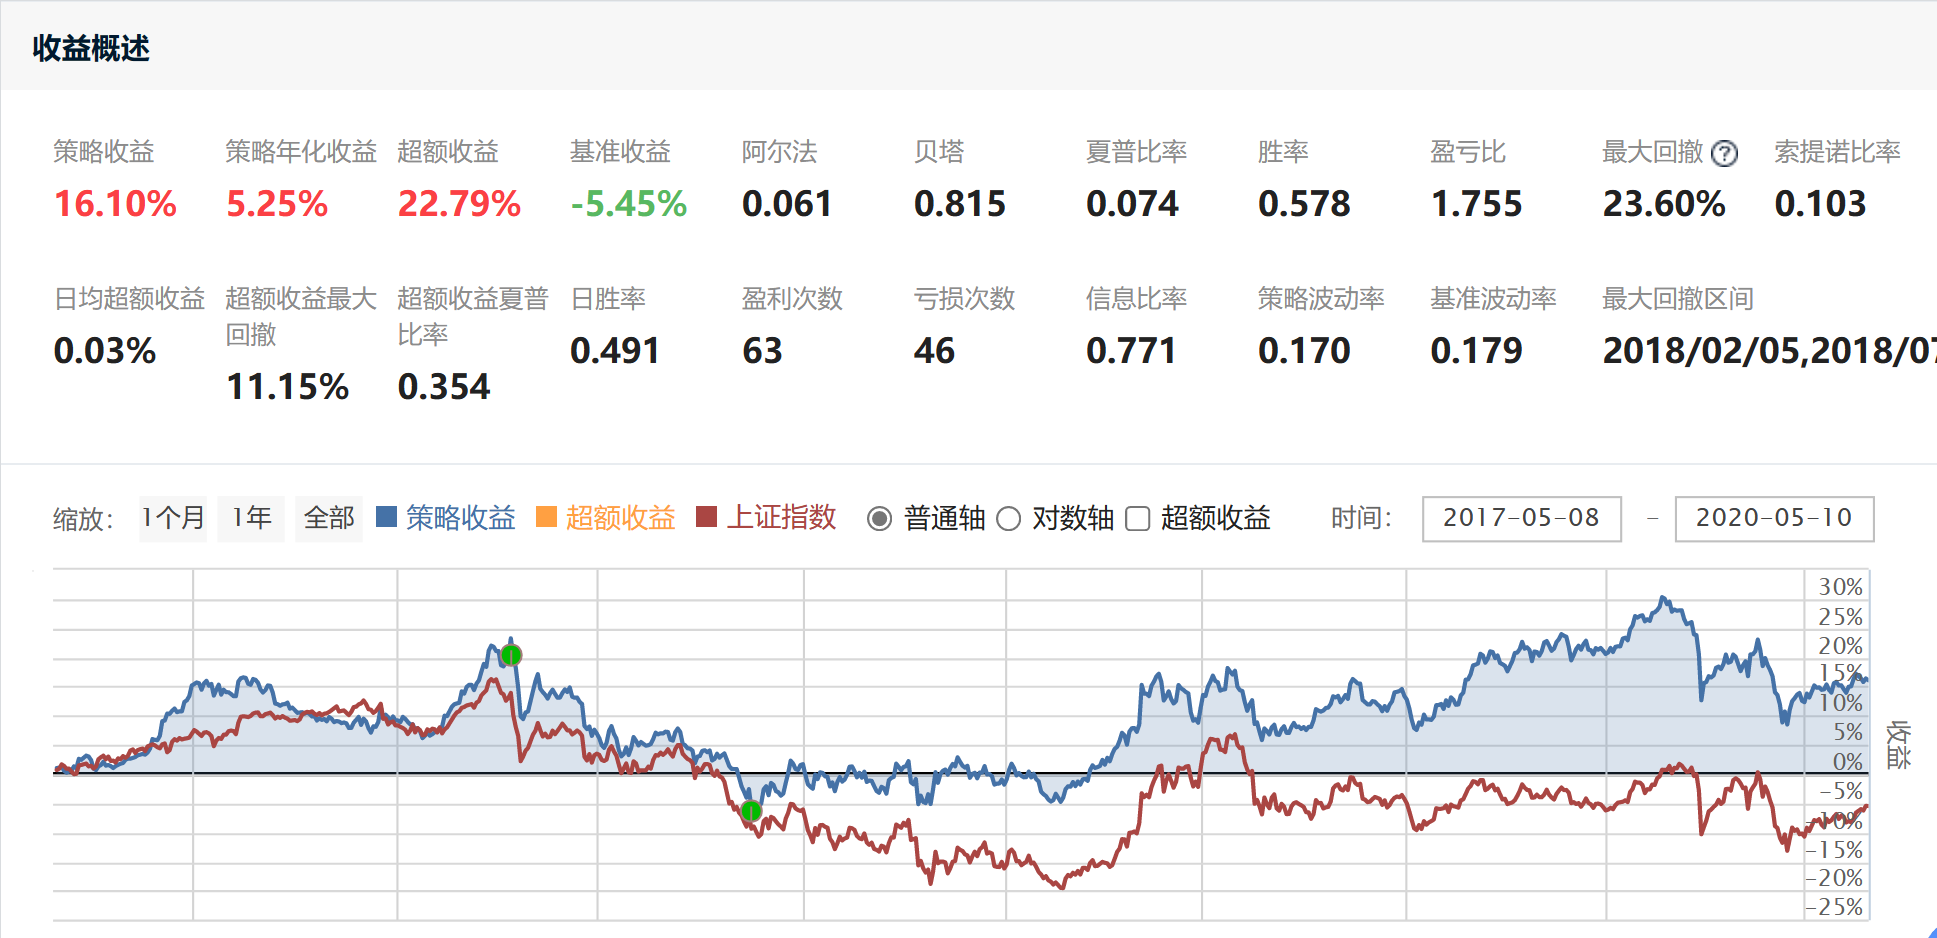 收益概述
策略收益 策略年化收益 超额收益 基准收益 阿尔法 贝塔 夏普比率 胜率 盈亏比 最大回撤 ? 索提诺比率
16.10% 5.25% 22.79% -5.45% 0.061 0.815 0.074 0.578 1.755 23.60% 0.103
日均超额收益 超额收益最大回撤 超额收益夏普比率 日胜率 盈利次数 亏损次数 信息比率 策略波动率 基准波动率 最大回撤区间
0.03% 11.15% 0.354 0.491 63 46 0.771 0.170 0.179 2018/02/05,2018/07
缩放: 1个月 1年 全部 策略收益 超额收益 上证指数 普通轴 对数轴 超额收益 时间: 2017-05-08 - 2020-05-10
30%
25%
20%
15%
10%
5%
0%
-5%
-10%
-15%
-20%
-25%
收益